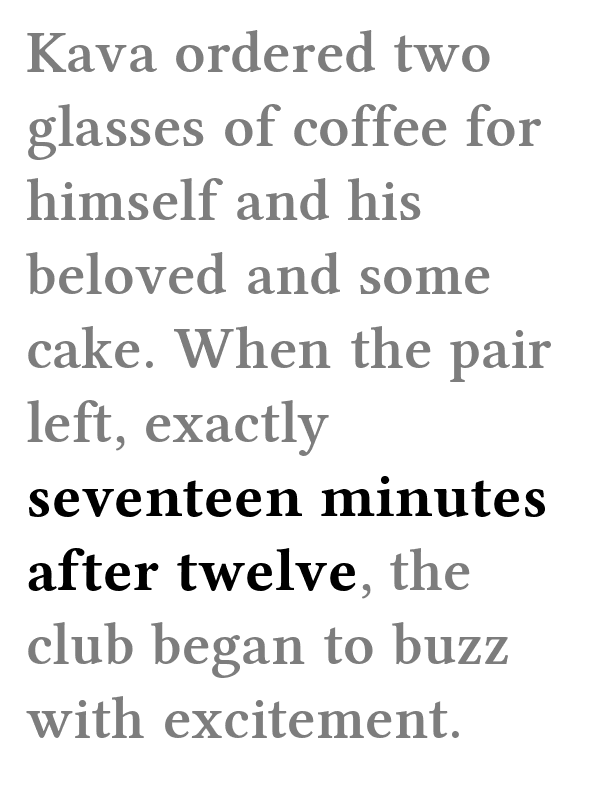 Kava ordered two
glasses of coffee for
himself and his
beloved and some
cake. When the pair
left, exactly
seventeen minutes
after twelve, the
club began to buzz
with excitement.